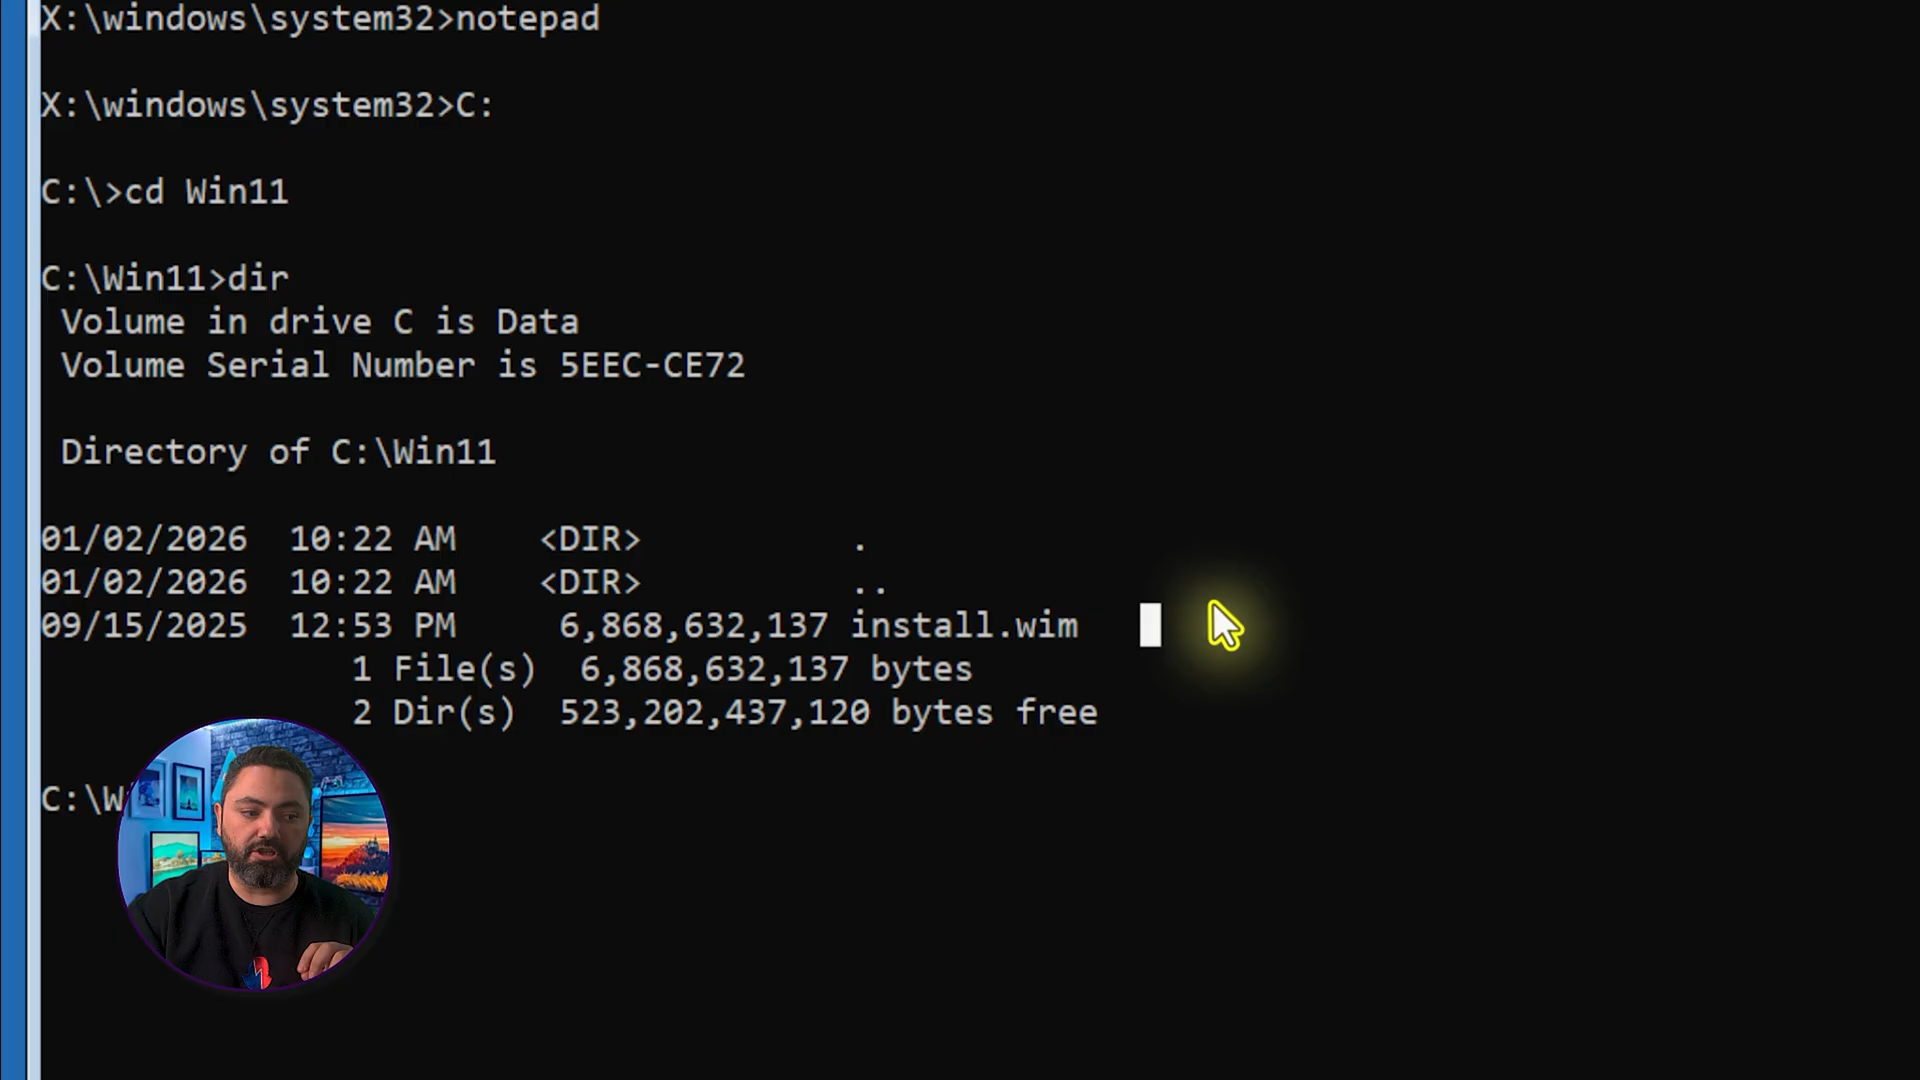 X:\windows\system32>notepad
X:\windows\system32>C:
C:\>cd Win11
C:\Win11>dir
Volume in drive C is Data
Volume Serial Number is 5EEC-CE72
Directory of C:\Win11
01/02/2026  10:22 AM    <DIR>          .
01/02/2026  10:22 AM    <DIR>          ..
09/15/2025  12:53 PM     6,868,632,137 install.wim
1 File(s)  6,868,632,137 bytes
2 Dir(s)  523,202,437,120 bytes free
C:\W